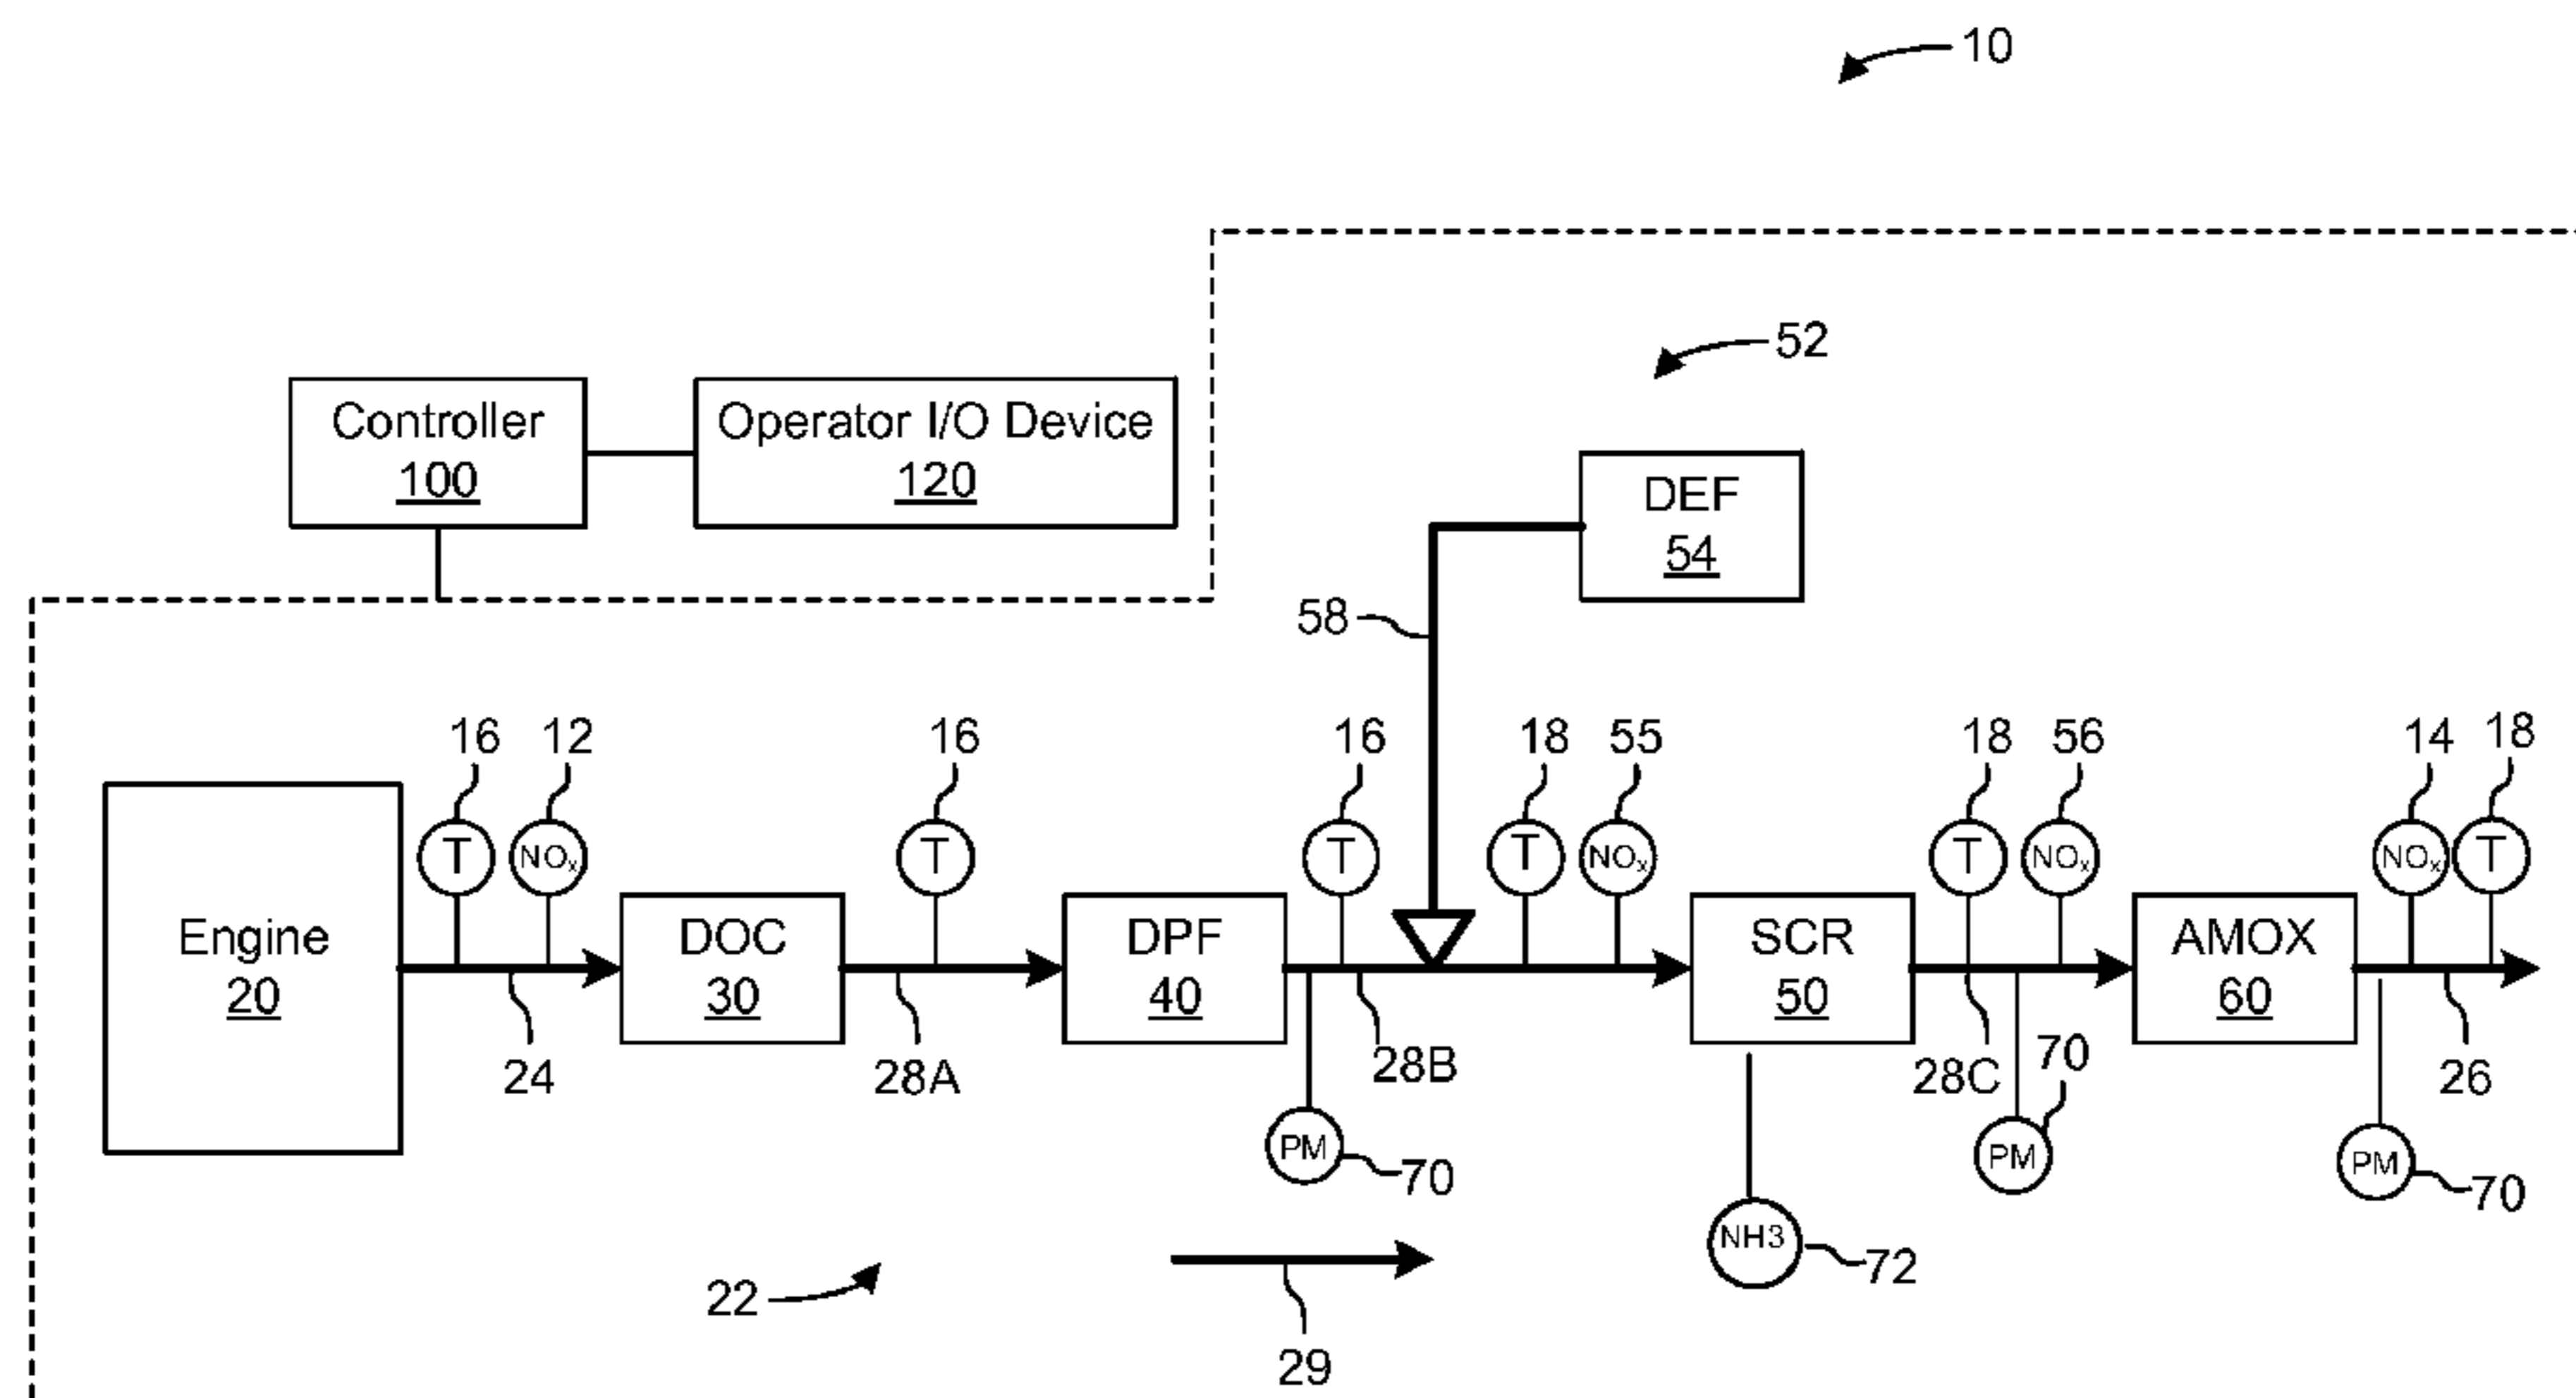 10
52
Controller
100
Operator I/O Device
120
DEF
54
58
16
12
16
16
18
55
18
56
14
18
T
NOx
T
T
T
NOx
T
NOx
NOx
T
Engine
20
DOC
30
DPF
40
SCR
50
AMOX
60
24
28A
28B
28C
70
26
PM
70
PM
PM
70
NH3
72
22
29